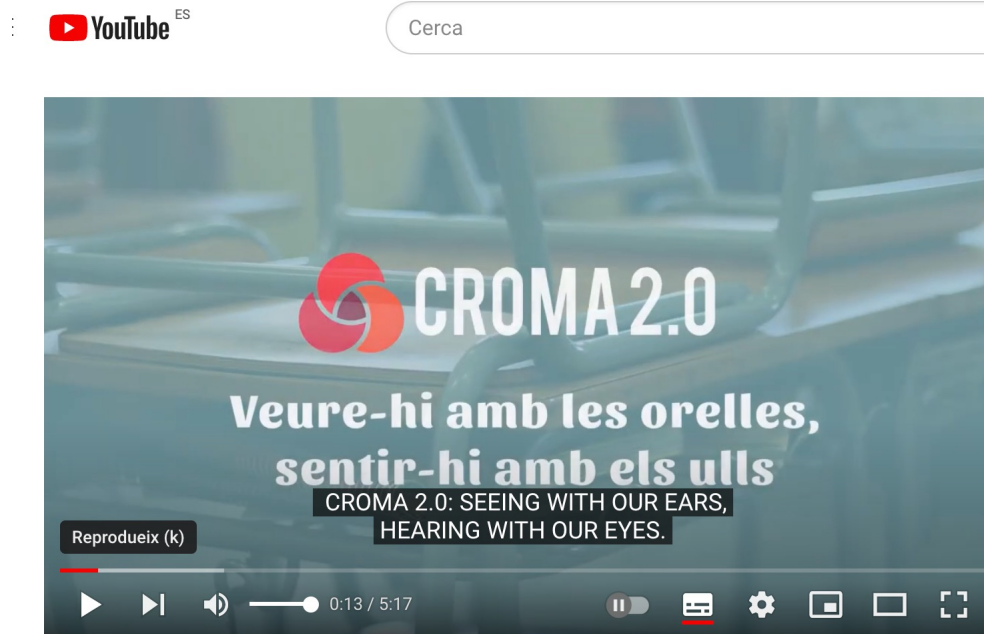 YouTube ES
Cerca
CROMA 2.0
Veure-hi amb les orelles,
sentir-hi amb els ulls
CROMA 2.0: SEEING WITH OUR EARS,
HEARING WITH OUR EYES.
Reprodueix (k)
0:13 / 5:17